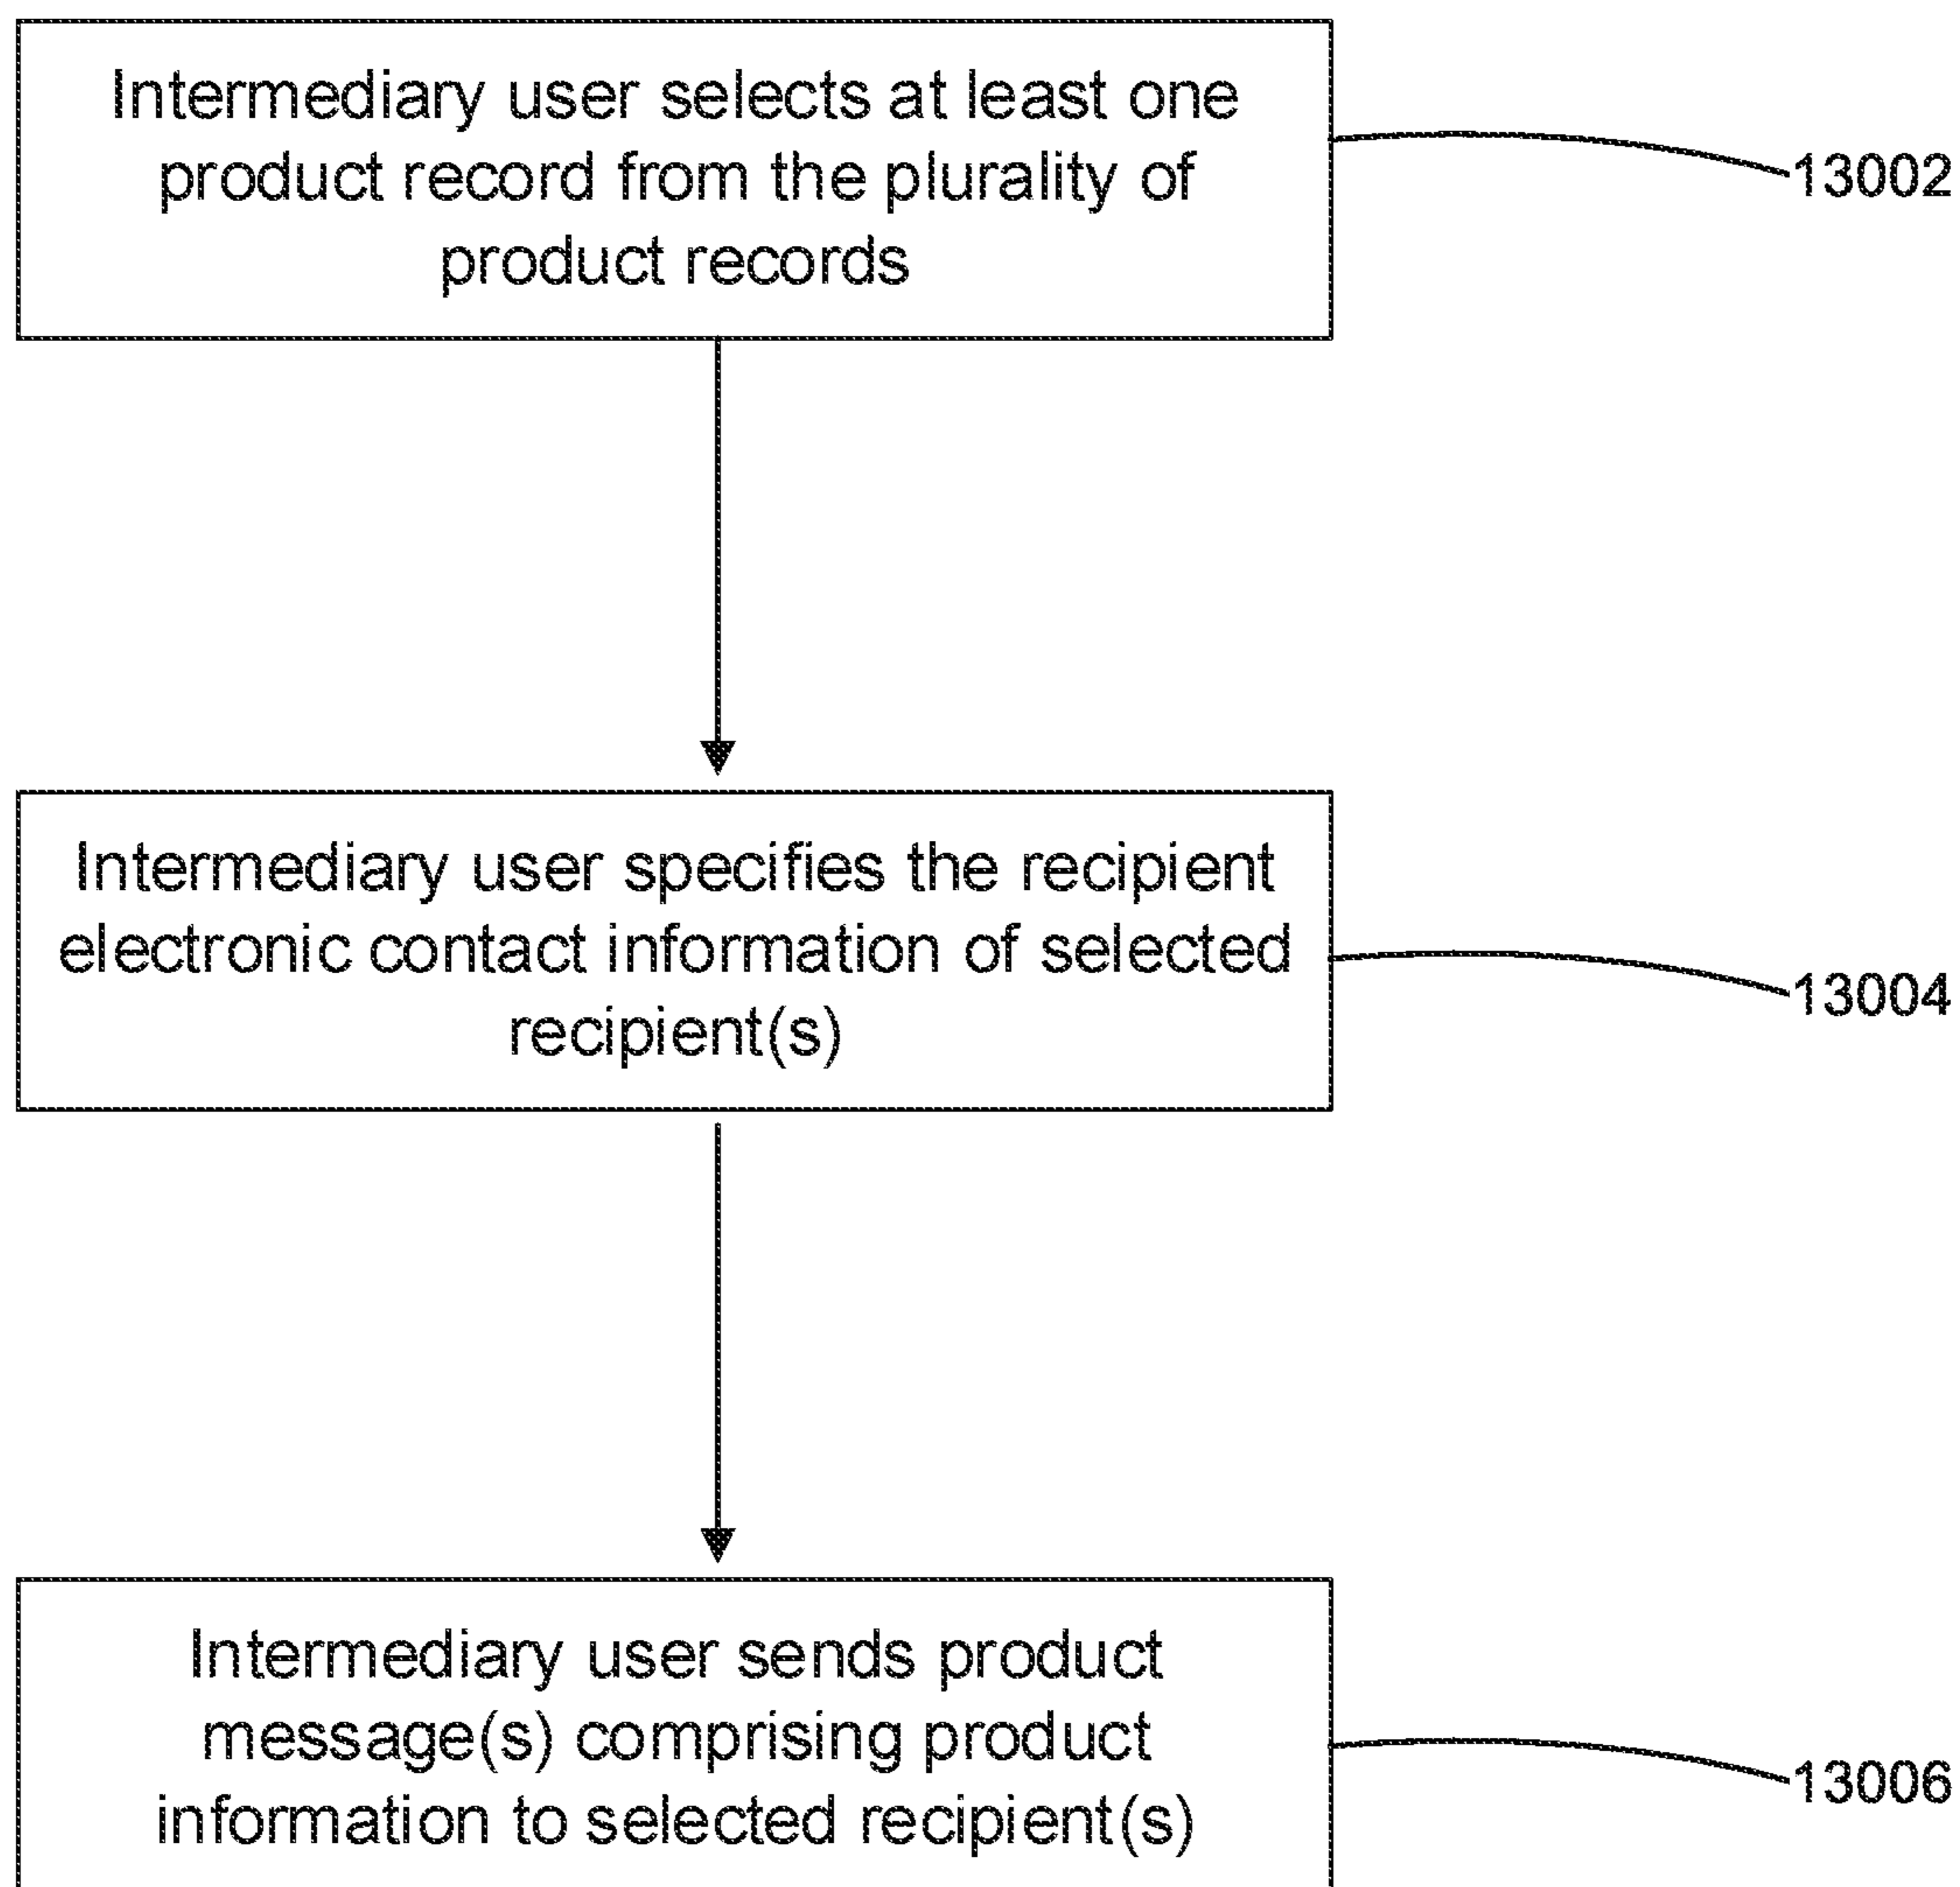 Intermediary user selects at least one
product record from the plurality of
product records
13002
Intermediary user specifies the recipient
electronic contact information of selected
recipient(s)
13004
Intermediary user sends product
message(s) comprising product
information to selected recipient(s)
13006